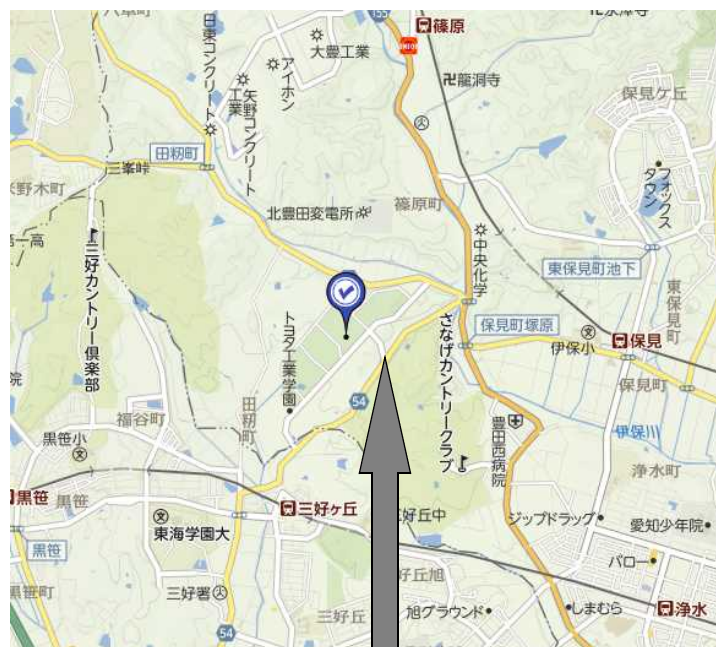 155
篠原
大豊工業
日東コンクリート
アイホン
卍龍洞寺
工業
矢野コンクリート
保見ケ丘
田籾町
三峯峠
フォックス
タウン
北豊田変電所
篠原町
三好カントリー倶楽部
中央化学
東保見町池下
東保見町
トヨタ工業学園
さなげカントリークラブ
保見町塚原
伊保小
保見
保見町
54
田籾町
福谷町
黒笹小
豊田西病院
伊保川
浄水町
黒笹
黒笹
三好ヶ丘
東海学園大
三好丘中
ジップドラッグ
愛知少年院
黒笹
バロー
三好署
好丘旭
三好丘
旭グラウンド
しまむら
浄水
54